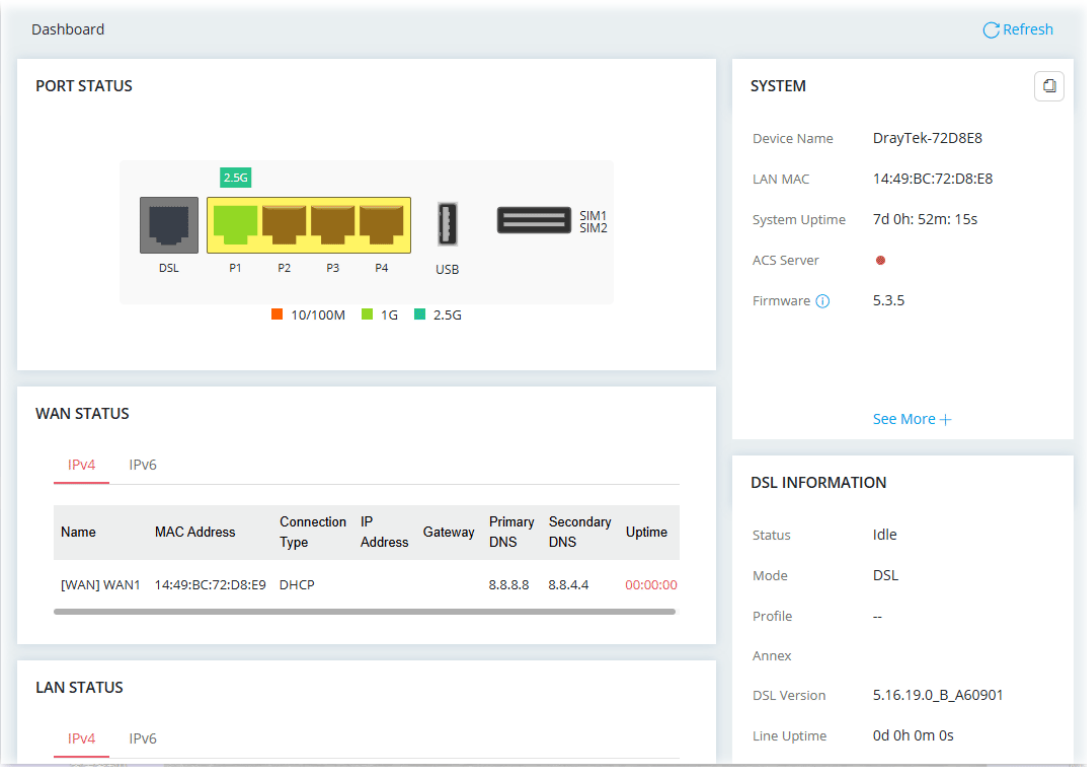 Dashboard
Refresh
PORT STATUS
2.5G
SIM1
SIM2
DSL P1 P2 P3 P4 USB
10/100M 1G 2.5G
WAN STATUS
IPv4 IPv6
Name MAC Address Connection Type IP Address Gateway Primary DNS Secondary DNS Uptime
[WAN] WAN1 14:49:BC:72:D8:E9 DHCP 8.8.8.8 8.8.4.4 00:00:00
LAN STATUS
IPv4 IPv6
SYSTEM
Device Name DrayTek-72D8E8
LAN MAC 14:49:BC:72:D8:E8
System Uptime 7d 0h: 52m: 15s
ACS Server
Firmware 5.3.5
See More +
DSL INFORMATION
Status Idle
Mode DSL
Profile --
Annex
DSL Version 5.16.19.0_B_A60901
Line Uptime 0d 0h 0m 0s